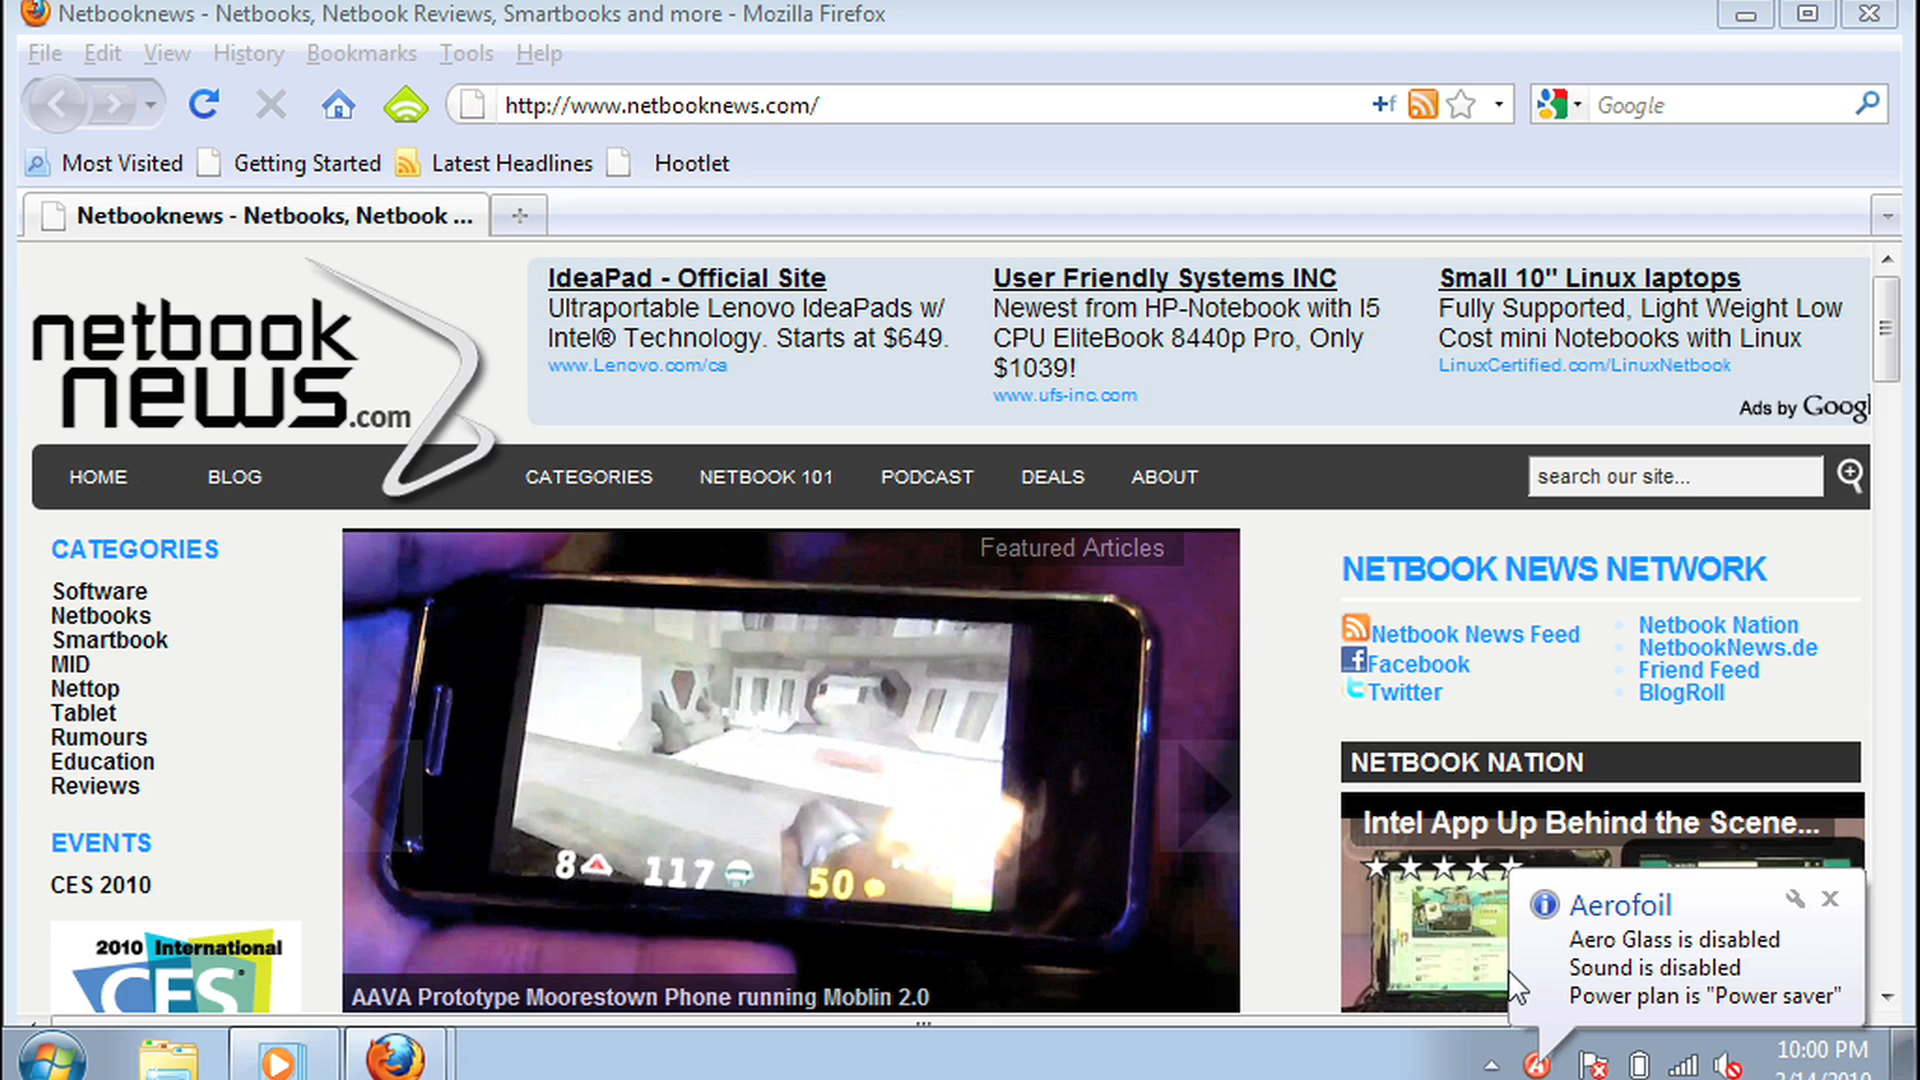 Netbooknews - Netbooks, Netbook Reviews, Smartbooks and more - Mozilla Firefox
File Edit View History Bookmarks Tools Help
http://www.netbooknews.com/
+f
Google
Most Visited Getting Started Latest Headlines Hootlet
Netbooknews - Netbooks, Netbook ...
netbook
news.com
IdeaPad - Official Site
Ultraportable Lenovo IdeaPads w/
Intel® Technology. Starts at $649.
www.Lenovo.com/ca
User Friendly Systems INC
Newest from HP-Notebook with I5
CPU EliteBook 8440p Pro, Only
$1039!
www.ufs-inc.com
Small 10" Linux laptops
Fully Supported, Light Weight Low
Cost mini Notebooks with Linux
LinuxCertified.com/LinuxNetbook
Ads by Googl
HOME BLOG CATEGORIES NETBOOK 101 PODCAST DEALS ABOUT
search our site...
CATEGORIES
Software
Netbooks
Smartbook
MID
Nettop
Tablet
Rumours
Education
Reviews
EVENTS
CES 2010
2010 International
CES
Featured Articles
8 117 50
AAVA Prototype Moorestown Phone running Moblin 2.0
NETBOOK NEWS NETWORK
Netbook News Feed
Facebook
Twitter
Netbook Nation
NetbookNews.de
Friend Feed
BlogRoll
NETBOOK NATION
Intel App Up Behind the Scene...
Aerofoil
Aero Glass is disabled
Sound is disabled
Power plan is "Power saver"
10:00 PM
2/14/2010